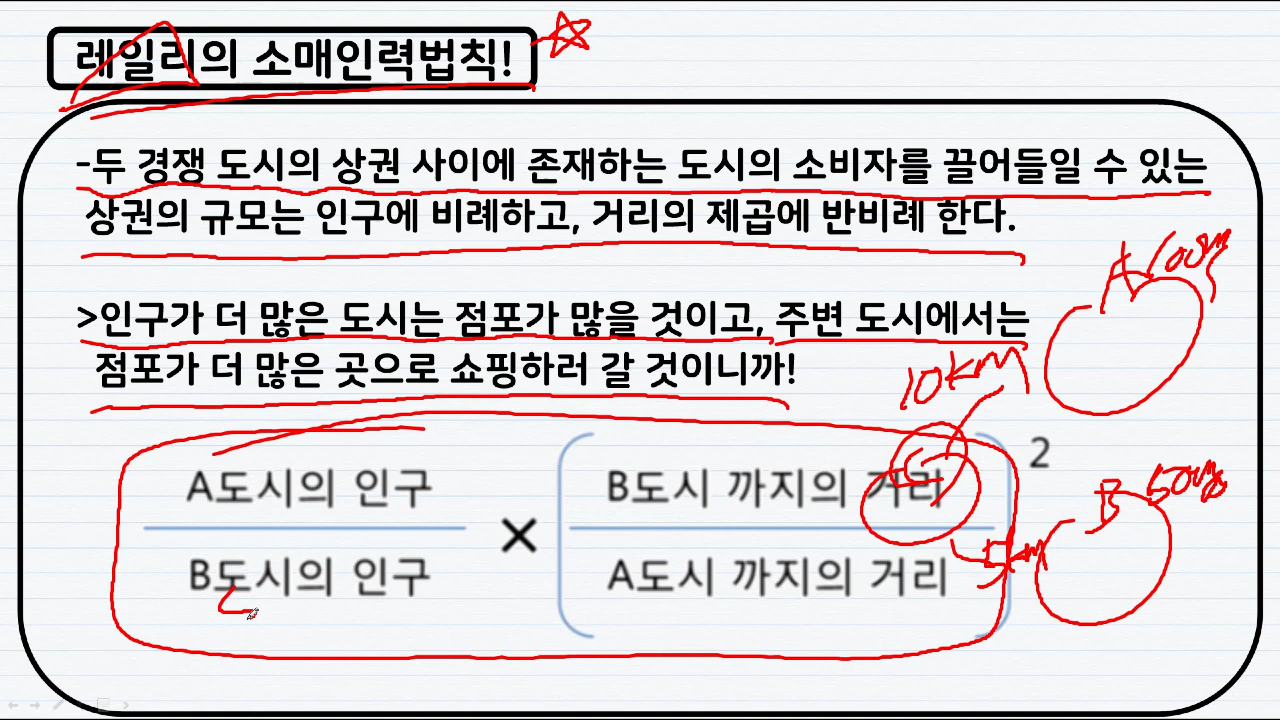 레일리의 소매인력법칙!
-두 경쟁 도시의 상권 사이에 존재하는 도시의 소비자를 끌어들일 수 있는
상권의 규모는 인구에 비례하고, 거리의 제곱에 반비례 한다.
>인구가 더 많은 도시는 점포가 많을 것이고, 주변 도시에서는
점포가 더 많은 곳으로 쇼핑하러 갈 것이니까!
A 100만
10km
A도시의 인구
B도시의 인구
×
B도시 까지의 거리
A도시 까지의 거리
2
B 50만
5km